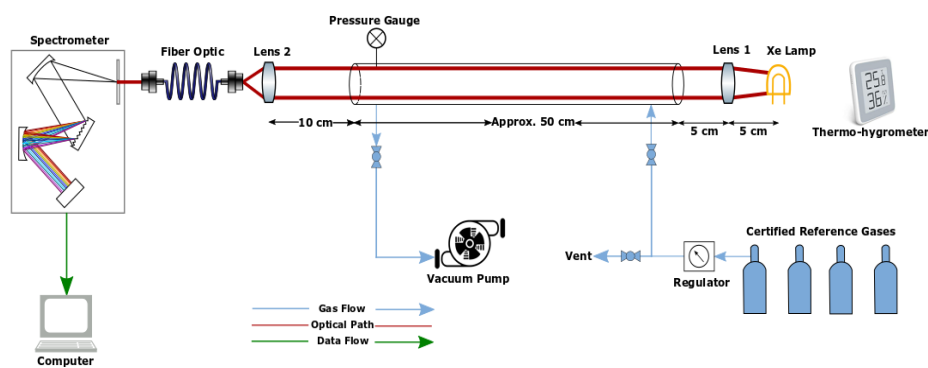 Pressure Gauge
Spectrometer
Fiber Optic
Lens 2
Lens 1
Xe Lamp
25.8
36%
10 cm
Approx. 50 cm
5 cm
5 cm
Thermo-hygrometer
Certified Reference Gases
Vent
Regulator
Vacuum Pump
Gas Flow
Optical Path
Data Flow
Computer